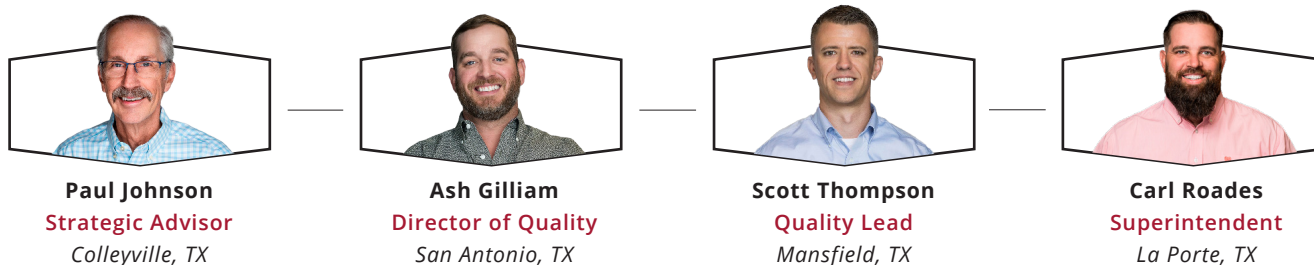 Paul Johnson
Strategic Advisor
Colleyville, TX
Ash Gilliam
Director of Quality
San Antonio, TX
Scott Thompson
Quality Lead
Mansfield, TX
Carl Roades
Superintendent
La Porte, TX